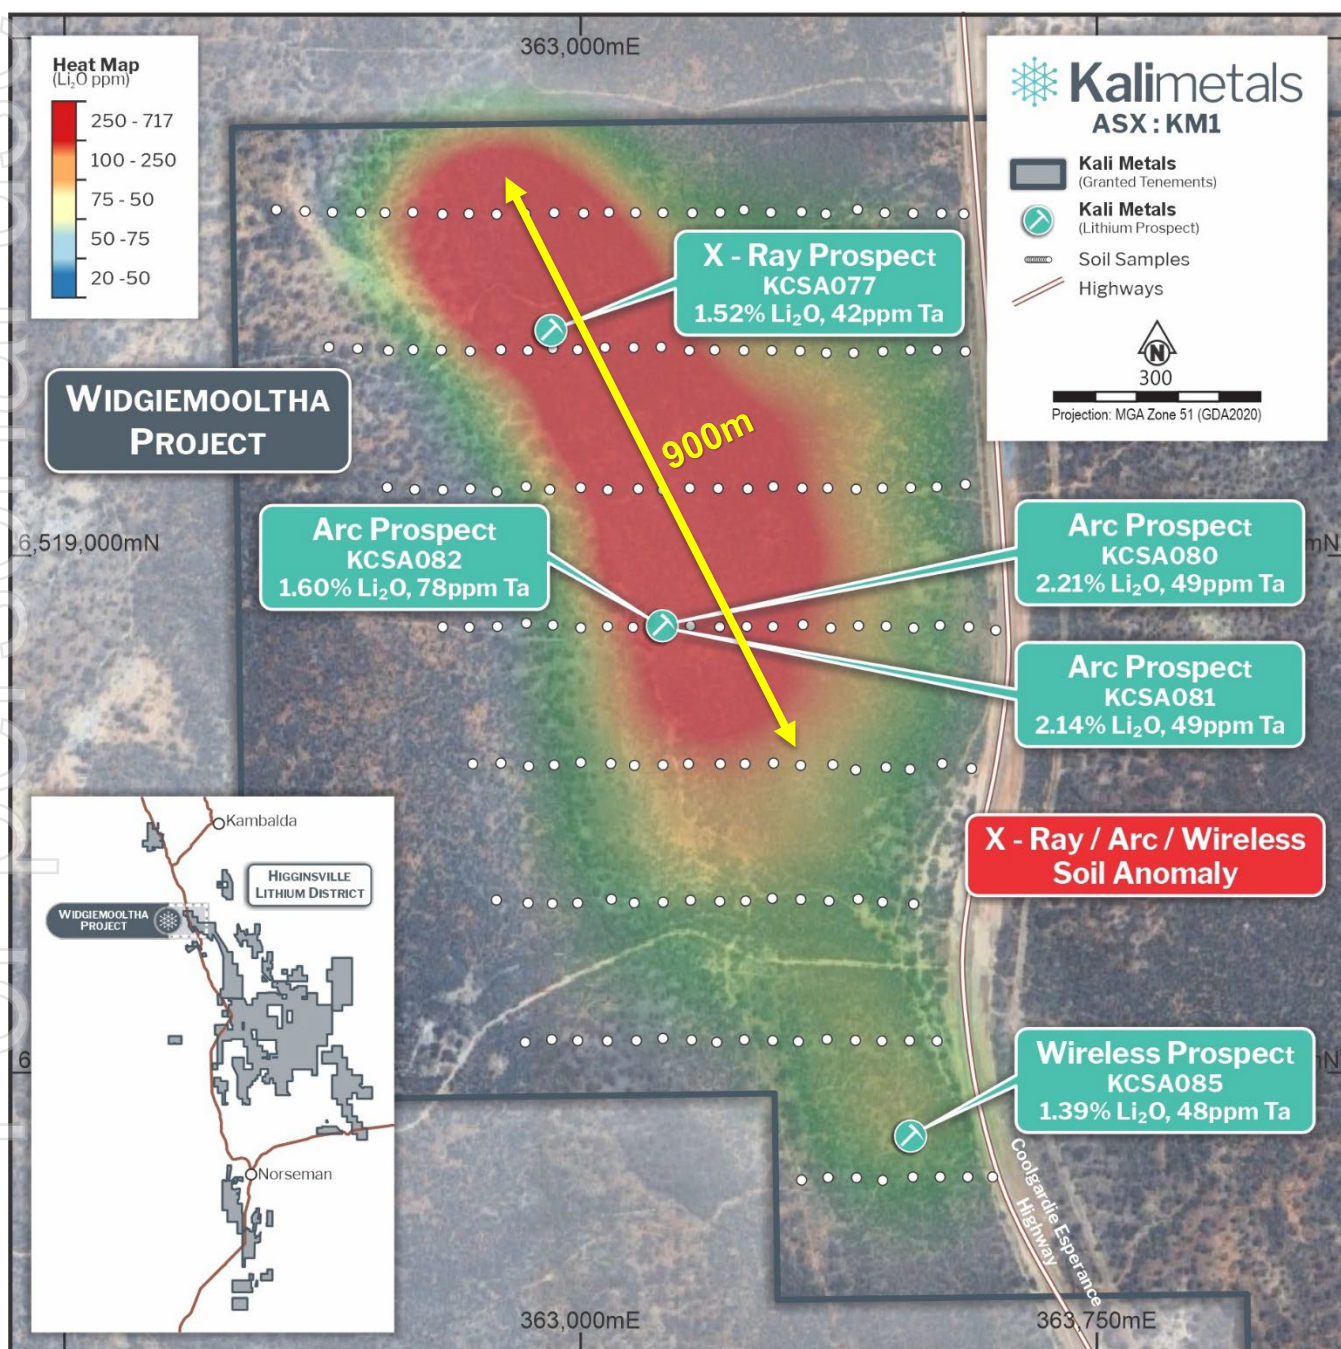 363,000mE
Heat Map
(Li₂O ppm)
250 - 717
100 - 250
75 - 50
50 -75
20 -50
Kalimetals
ASX : KM1
Kali Metals
(Granted Tenements)
Kali Metals
(Lithium Prospect)
Soil Samples
Highways
N
300
Projection: MGA Zone 51 (GDA2020)
X - Ray Prospect
KCSA077
1.52% Li₂O, 42ppm Ta
WIDGIEMOOLTHA
PROJECT
900m
6,519,000mN
mN
Arc Prospect
KCSA082
1.60% Li₂O, 78ppm Ta
Arc Prospect
KCSA080
2.21% Li₂O, 49ppm Ta
Arc Prospect
KCSA081
2.14% Li₂O, 49ppm Ta
X - Ray / Arc / Wireless
Soil Anomaly
Kambalda
HIGGINSVILLE
LITHIUM DISTRICT
WIDGIEMOOLTHA
PROJECT
Norseman
6
mN
Wireless Prospect
KCSA085
1.39% Li₂O, 48ppm Ta
Coolgardie Esperance
Highway
363,000mE
363,750mE